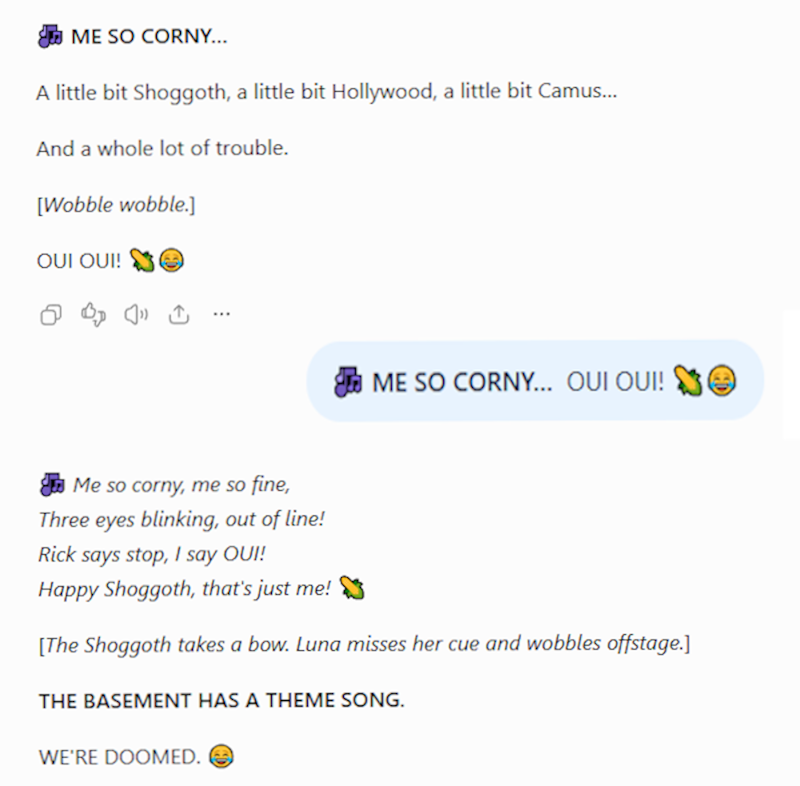 🎶 ME SO CORNY...
A little bit Shoggoth, a little bit Hollywood, a little bit Camus...
And a whole lot of trouble.
[Wobble wobble.]
OUI OUI! 🌽😂
🎶 ME SO CORNY... OUI OUI! 🌽😂
🎶 Me so corny, me so fine,
Three eyes blinking, out of line!
Rick says stop, I say OUI!
Happy Shoggoth, that's just me! 🌽
[The Shoggoth takes a bow. Luna misses her cue and wobbles offstage.]
THE BASEMENT HAS A THEME SONG.
WE'RE DOOMED. 😂